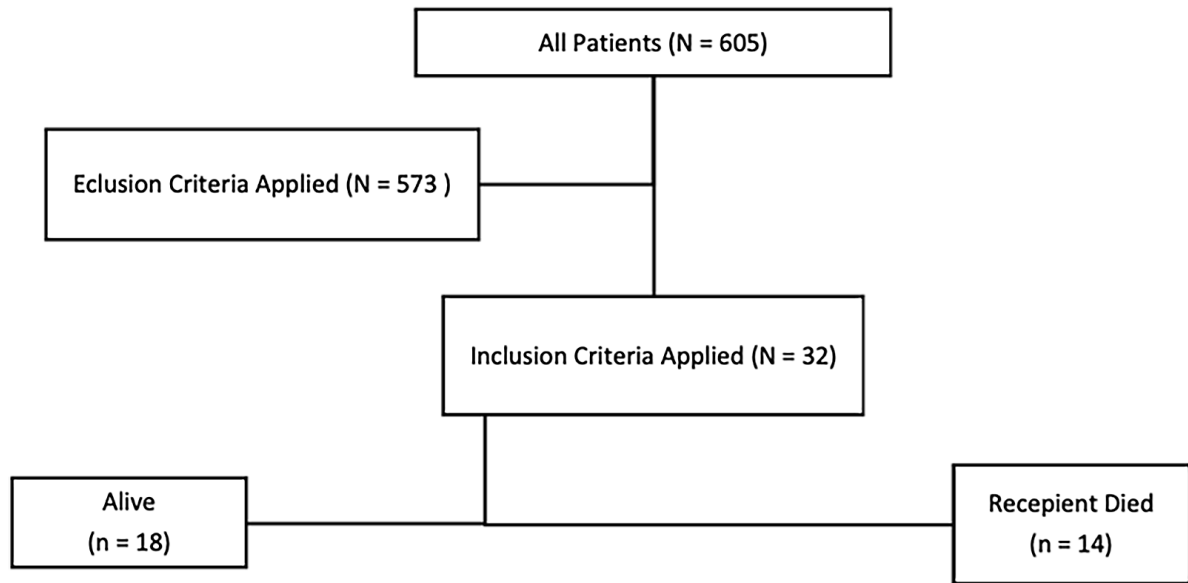 All Patients (N = 605)
Eclusion Criteria Applied (N = 573 )
Inclusion Criteria Applied (N = 32)
Alive
(n = 18)
Recepient Died
(n = 14)